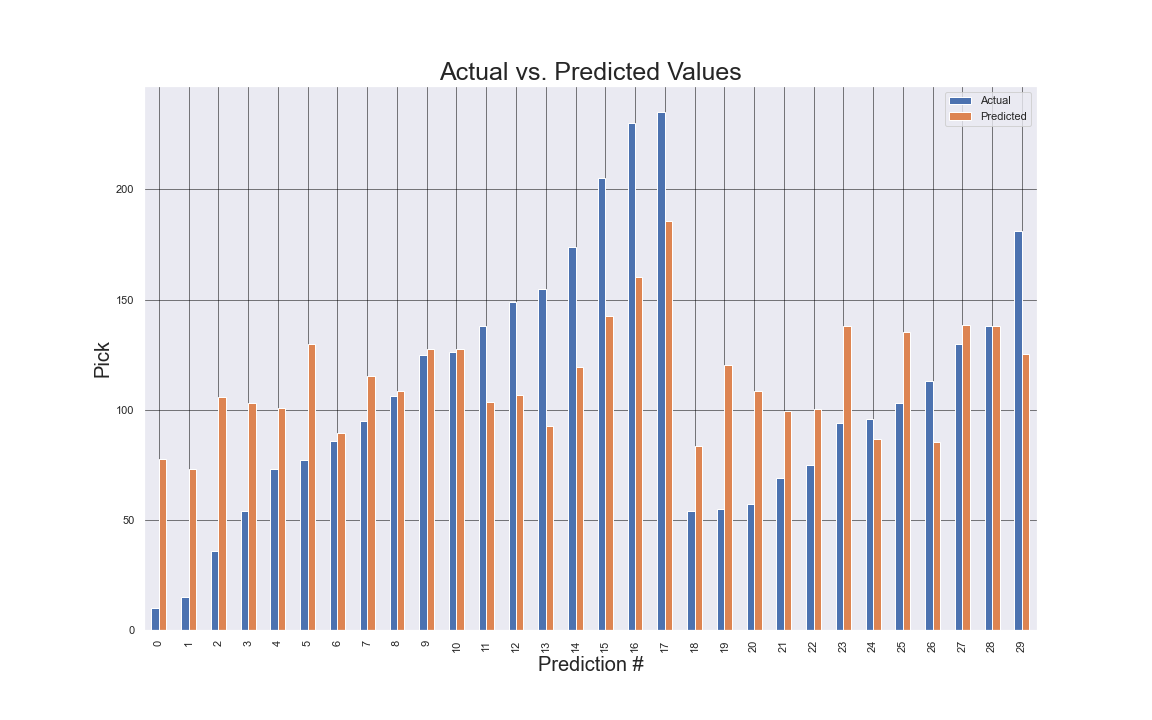 Actual vs. Predicted Values
Actual
Predicted
Pick
200
150
100
50
0
0 1 2 3 4 5 6 7 8 9 10 11 12 13 14 15 16 17 18 19 20 21 22 23 24 25 26 27 28 29
Prediction #